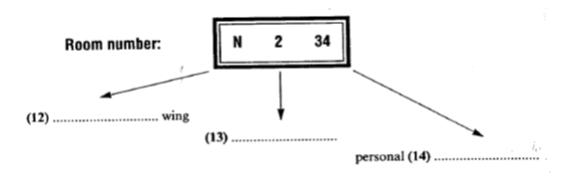 Room number: N 2 34
(12) .............................. wing
(13) ..............................
personal (14) ..............................